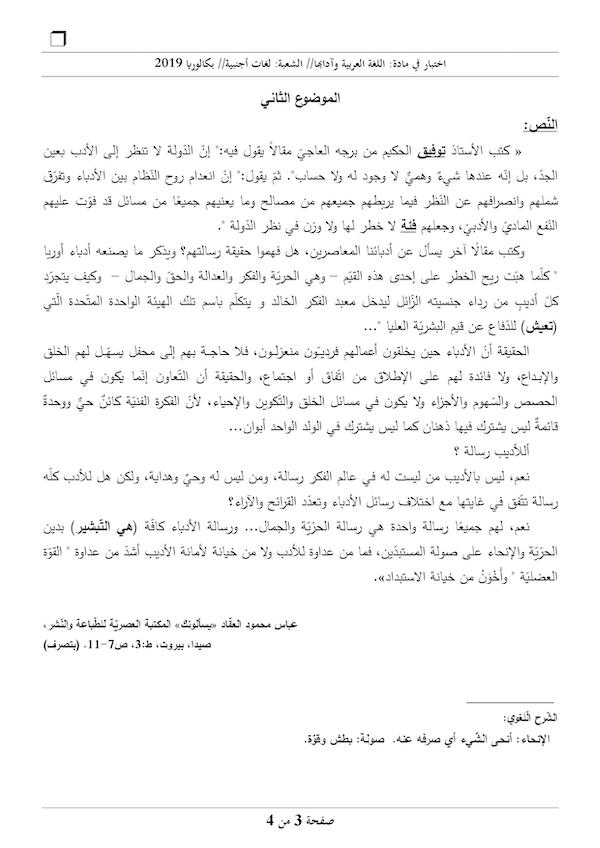 اختبار في مادة: اللغة العربية وآدابها// الشعبة: لغات أجنبية// بكالوريا 2019
الموضوع الثاني
النّص:
« كتب الأستاذ توفيق الحكيم من برجه العاجيّ مقالاً يقول فيه:" إنّ الدّولة لا تنظر إلى الأدب بعين
الجدّ، بل إنّه عندها شيءٌ وهميٌّ لا وجود له ولا حساب". ثمّ يقول:" إنّ انعدام روح النّظام بين الأدباء وتفرّق
شملهم وانصرافهم عن النّظر فيما يربطهم جميعهم من مصالح وما يعنيهم جميعًا من مسائل قد فوّت عليهم
النّفع الماديّ والأدبيّ، وجعلهم فئة لا خطر لها ولا وزن في نظر الدّولة ".
وكتب مقالًا آخر يسأل عن أدبائنا المعاصرين، هل فهموا حقيقة رسالتهم؟ ويذكر ما يصنعه أدباء أوربا
" كلّما هبّت ريح الخطر على إحدى هذه القيَم – وهي الحريّة والفكر والعدالة والحقّ والجمال – وكيف يتجرّد
كلّ أديبٍ من رداء جنسيته الزّائل ليدخل معبد الفكر الخالد و يتكلّم باسم تلك الهيئة الواحدة المتّحدة الّتي
(تعيش) للدّفاع عن قيم البشريّة العليا "...
الحقيقة أنّ الأدباء حين يخلقون أعمالهم فرديّون منعزلون، فلا حاجة بهم إلى محفل يسهّل لهم الخلق
والإبداع، ولا فائدة لهم على الإطلاق من اتّفاق أو اجتماع، والحقيقة أن التّعاون إنّما يكون في مسائل
الحصص والسّهوم والأجزاء ولا يكون في مسائل الخلق والتّكوين والإحياء، لأنّ الفكرة الفنيّة كائنٌ حيٌّ ووحدةٌ
قائمةٌ ليس يشترك فيها ذهنان كما ليس يشترك في الولد الواحد أبوان...
أللأديب رسالة ؟
نعم، ليس بالأديب من ليست له في عالم الفكر رسالة، ومن ليس له وحيٌ وهداية، ولكن هل للأدب كلّه
رسالة تتّفق في غايتها مع اختلاف رسائل الأدباء وتعدّد القرائح والآراء؟
نعم، لهم جميعًا رسالة واحدة هي رسالة الحرّيّة والجمال... ورسالة الأدباء كافّة (هي التّبشير) بدين
الحرّيّة والإنحاء على صولة المستبدّين، فما من عداوة للأدب ولا من خيانة لأمانة الأديب أشدّ من عداوة " القوّة
العضليّة " وأَخْوَنُ من خيانة الاستبداد».
عباس محمود العقّاد «يسألونك» المكتبة العصريّة للطّباعة والنّشر،
صيدا، بيروت، ط:3، ص7-11. (بتصرف)
الشّرح اللّغوي:
الإنحاء: أنحى الشّيء أي صرفه عنه. صولة: بطش وقوّة.
صفحة 3 من 4